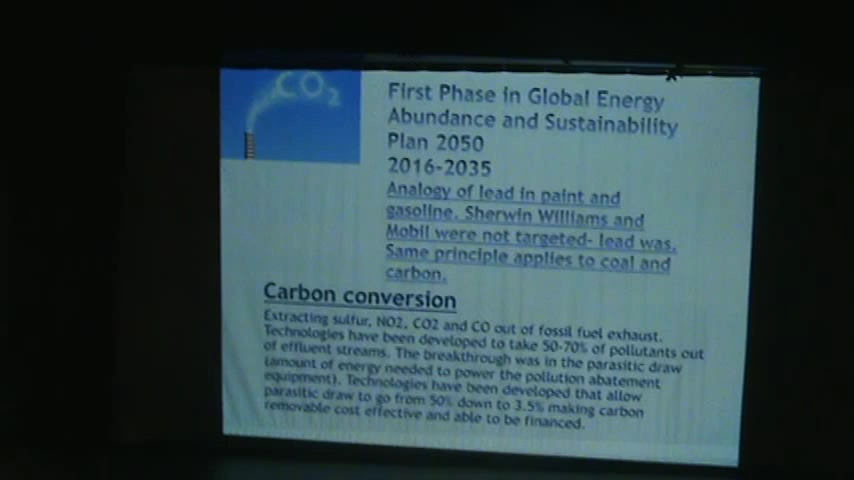 CO2
First Phase in Global Energy
Abundance and Sustainability
Plan 2050
2016-2035
Analogy of lead in paint and
gasoline. Sherwin Williams and
Mobil were not targeted- lead was.
Same principle applies to coal and
carbon.
Carbon conversion
Extracting sulfur, NO2, CO2 and CO out of fossil fuel exhaust.
Technologies have been developed to take 50-70% of pollutants out
of effluent streams. The breakthrough was in the parasitic draw
(amount of energy needed to power the pollution abatement
equipment). Technologies have been developed that allow
parasitic draw to go from 50% down to 3.5% making carbon
removable cost effective and able to be financed.